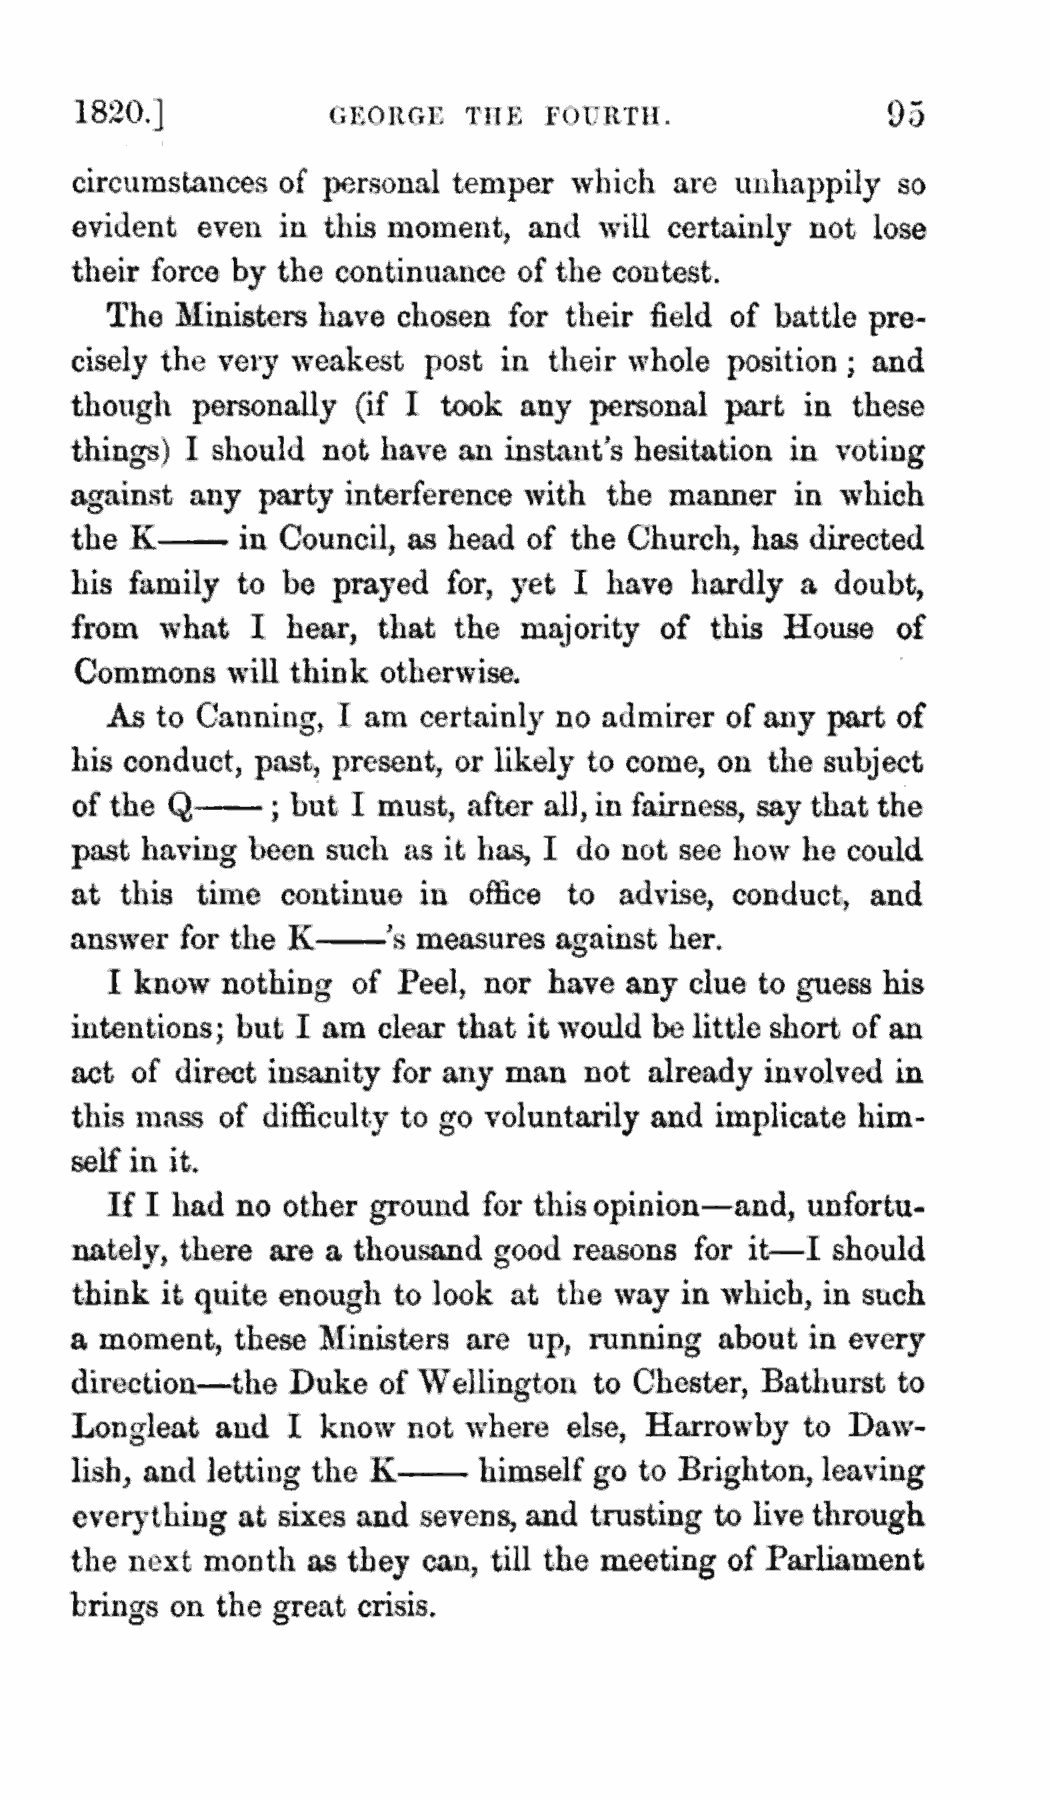 1820.] GEORGE THE FOURTH. 95
circumstances of personal temper which are unhappily so
evident even in this moment, and will certainly not lose
their force by the continuance of the contest.
The Ministers have chosen for their field of battle pre-
cisely the very weakest post in their whole position ; and
though personally (if I took any personal part in these
things) I should not have an instant's hesitation in voting
against any party interference with the manner in which
the K—— in Council, as head of the Church, has directed
his family to be prayed for, yet I have hardly a doubt,
from what I hear, that the majority of this House of
Commons will think otherwise.
As to Canning, I am certainly no admirer of any part of
his conduct, past, present, or likely to come, on the subject
of the Q—— ; but I must, after all, in fairness, say that the
past having been such as it has, I do not see how he could
at this time continue in office to advise, conduct, and
answer for the K——'s measures against her.
I know nothing of Peel, nor have any clue to guess his
intentions; but I am clear that it would be little short of an
act of direct insanity for any man not already involved in
this mass of difficulty to go voluntarily and implicate him-
self in it.
If I had no other ground for this opinion—and, unfortu-
nately, there are a thousand good reasons for it—I should
think it quite enough to look at the way in which, in such
a moment, these Ministers are up, running about in every
direction—the Duke of Wellington to Chester, Bathurst to
Longleat and I know not where else, Harrowby to Daw-
lish, and letting the K—— himself go to Brighton, leaving
everything at sixes and sevens, and trusting to live through
the next month as they can, till the meeting of Parliament
brings on the great crisis.